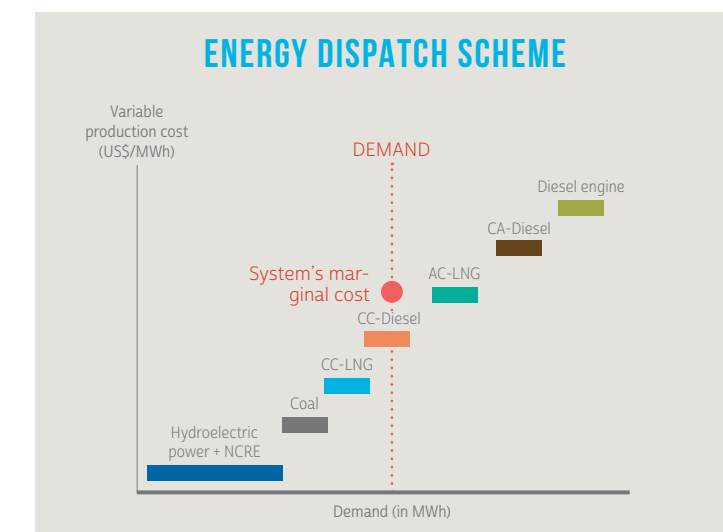 ENERGY DISPATCH SCHEME
Variable
production cost
(US$/MWh)
DEMAND
Diesel engine
CA-Diesel
System's mar-
ginal cost
AC-LNG
CC-Diesel
CC-LNG
Coal
Hydroelectric
power + NCRE
Demand (in MWh)